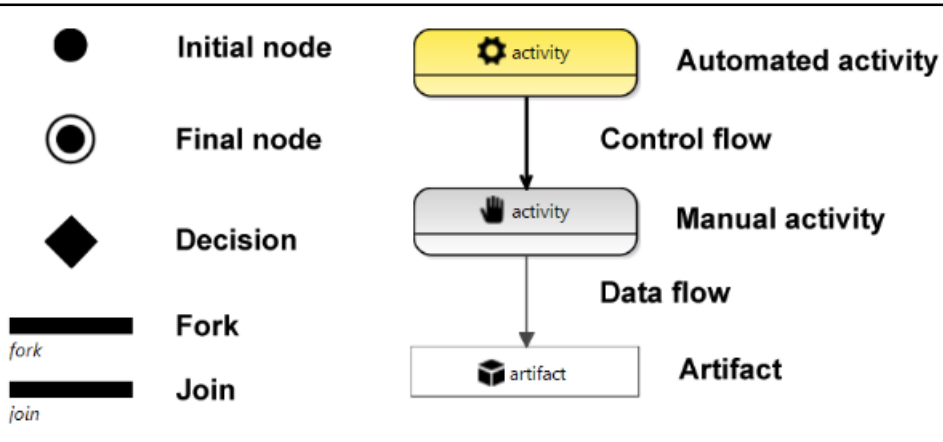 Initial node
Final node
Decision
Fork
fork
Join
join
activity
Automated activity
Control flow
activity
Manual activity
Data flow
artifact
Artifact